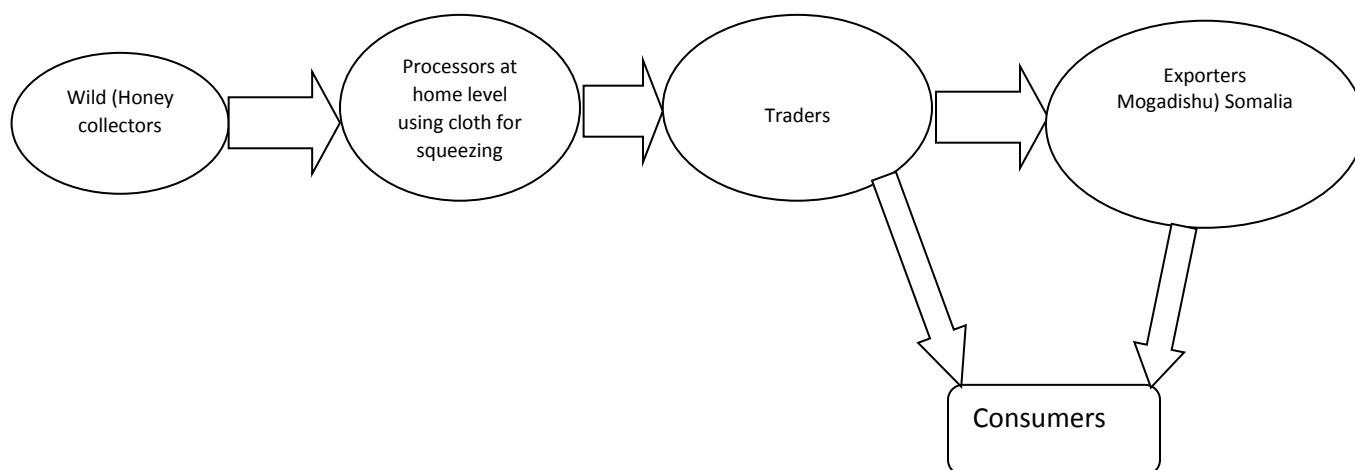 Wild (Honey
collectors
Processors at
home level
using cloth for
squeezing
Traders
Exporters
Mogadishu) Somalia
Consumers